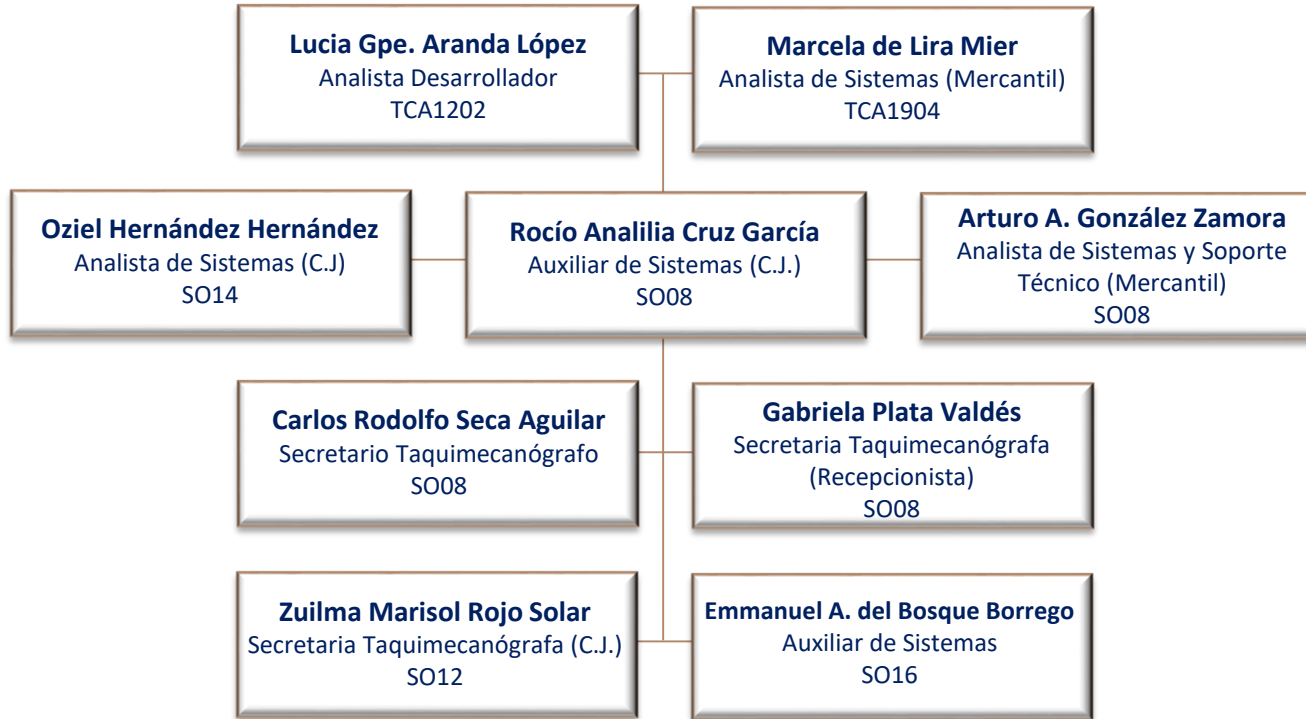 Lucia Gpe. Aranda López
Analista Desarrollador
TCA1202
Marcela de Lira Mier
Analista de Sistemas (Mercantil)
TCA1904
Oziel Hernández Hernández
Analista de Sistemas (C.J)
SO14
Rocío Analilia Cruz García
Auxiliar de Sistemas (C.J.)
SO08
Arturo A. González Zamora
Analista de Sistemas y Soporte
Técnico (Mercantil)
SO08
Carlos Rodolfo Seca Aguilar
Secretario Taquimecanógrafo
SO08
Gabriela Plata Valdés
Secretaria Taquimecanógrafa
(Recepcionista)
SO08
Zuilma Marisol Rojo Solar
Secretaria Taquimecanógrafa (C.J.)
SO12
Emmanuel A. del Bosque Borrego
Auxiliar de Sistemas
SO16